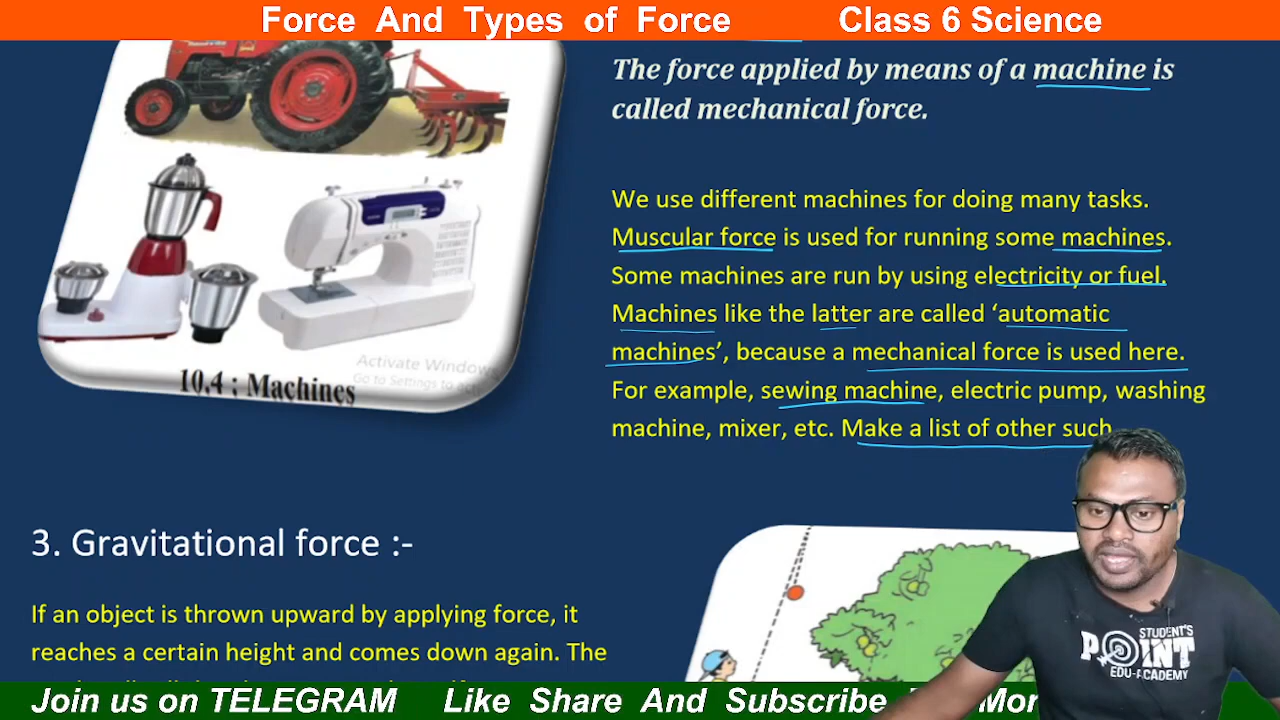 Force And Types of Force Class 6 Science
The force applied by means of a machine is
called mechanical force.
We use different machines for doing many tasks.
Muscular force is used for running some machines.
Some machines are run by using electricity or fuel.
Machines like the latter are called ‘automatic
machines’, because a mechanical force is used here.
For example, sewing machine, electric pump, washing
machine, mixer, etc. Make a list of other such
Activate Windows
Go to Settings to
10.4 : Machines
3. Gravitational force :-
If an object is thrown upward by applying force, it
reaches a certain height and comes down again. The
STUDENT'S
POINT
EDU-ACADEMY
Join us on TELEGRAM Like Share And Subscribe